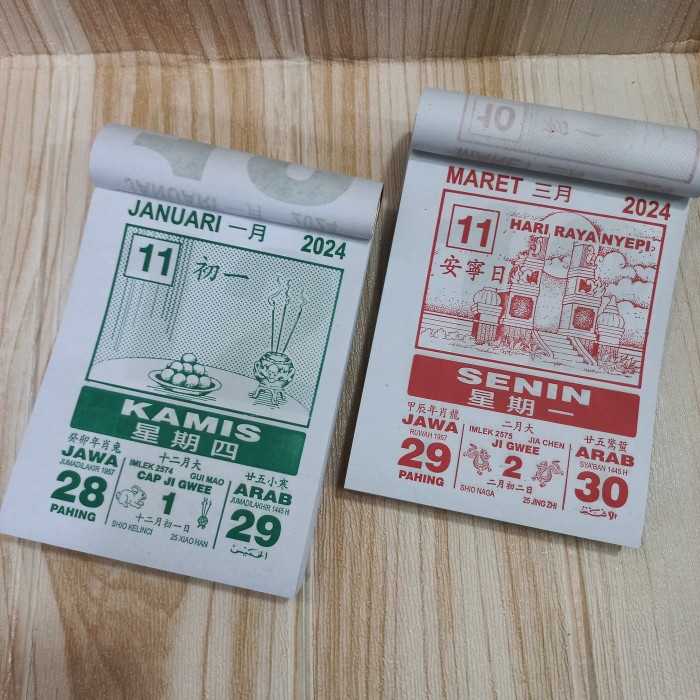 JANUARI 一月
2024
11
初一
KAMIS
星期四
癸卯年肖兔
JAWA
JUMADILAKIR 1957
28
PAHING
十二月大
IMLEK 2574
GUI MAO
CAP JI GWEE
1
十二月初一日
SHIO KELINCI
25 XIAO HAN
廿五小寒
ARAB
JUMADILAKHIR 1445 H
29
الخميس
10
初一
MARET 三月
2024
11
HARI RAYA NYEPI
安寧日
SENIN
星期一
甲辰年肖龍
JAWA
RUWAH 1957
29
PAHING
二月大
IMLEK 2575
JIA CHEN
JI GWEE
2
二月初二日
SHIO NAGA
25 JING ZHI
廿五驚蟄
ARAB
SYA'BAN 1445 H
30